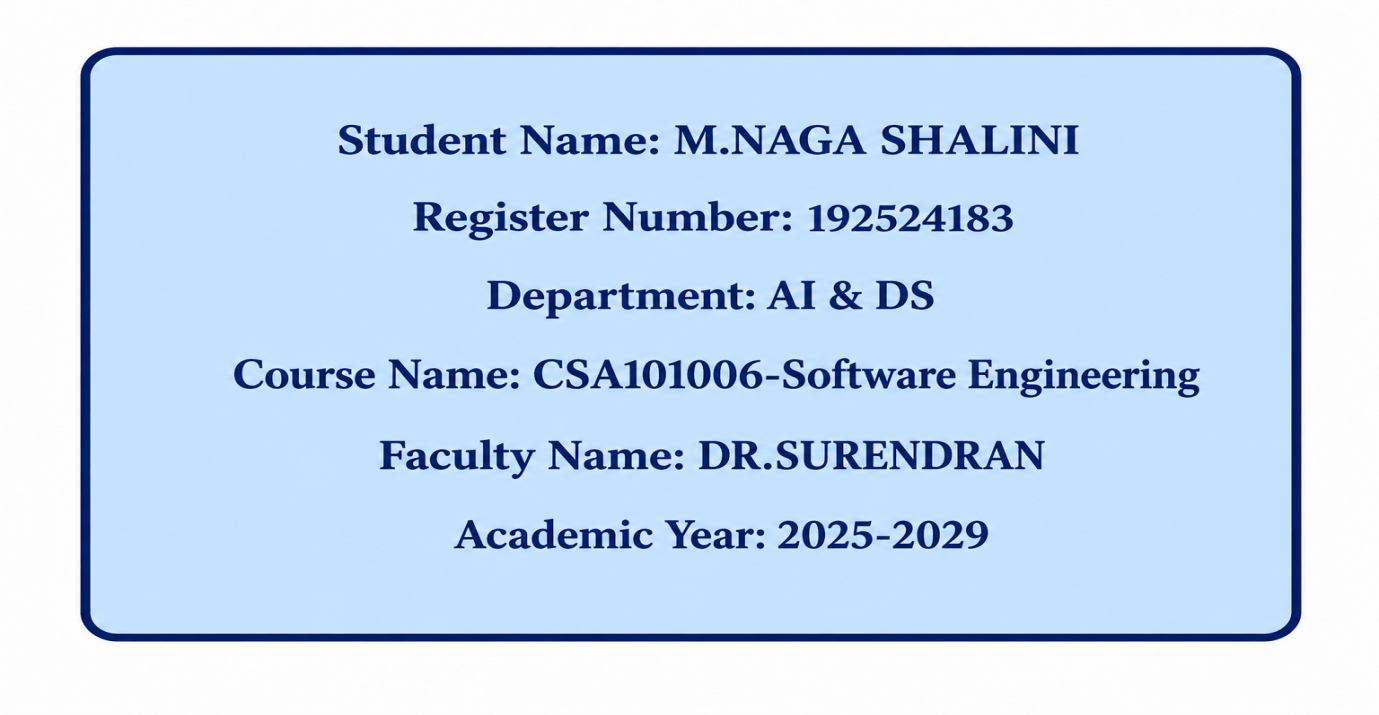 Student Name: M.NAGA SHALINI
Register Number: 192524183
Department: AI & DS
Course Name: CSA101006-Software Engineering
Faculty Name: DR.SURENDRAN
Academic Year: 2025-2029